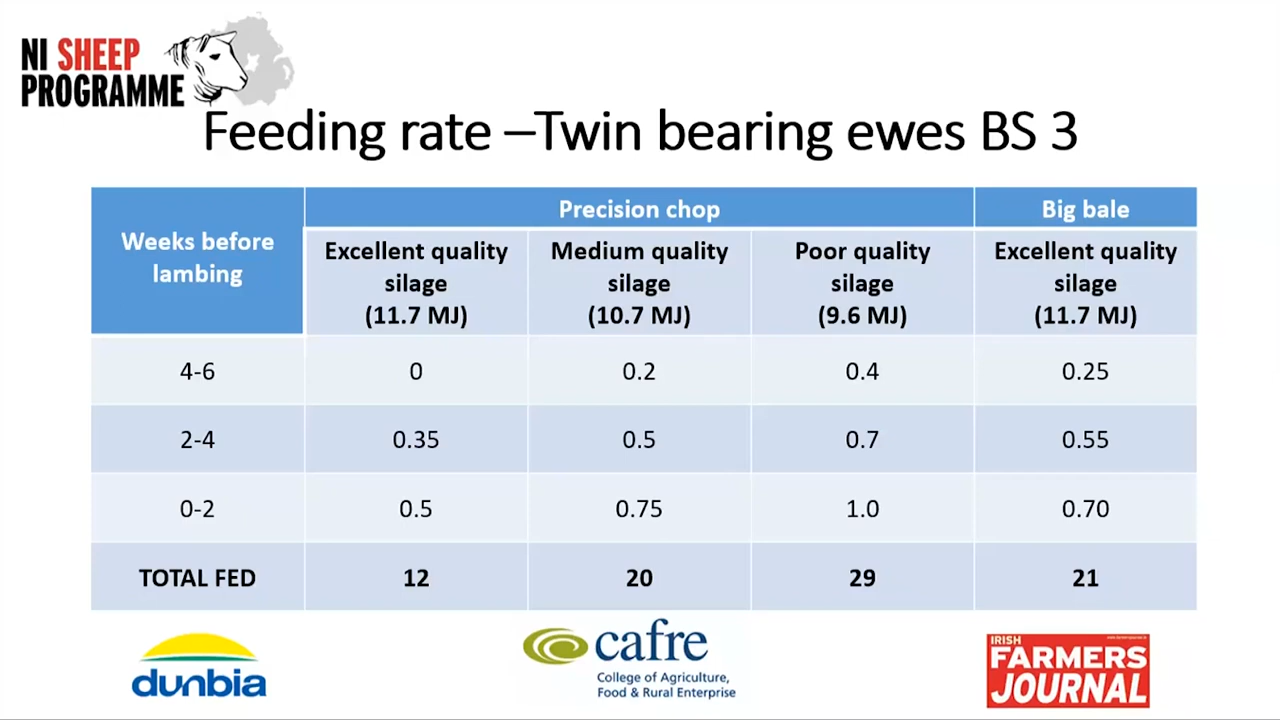 NI SHEEP
PROGRAMME
Feeding rate –Twin bearing ewes BS 3
Weeks before
lambing
Precision chop
Big bale
Excellent quality
silage
(11.7 MJ)
Medium quality
silage
(10.7 MJ)
Poor quality
silage
(9.6 MJ)
Excellent quality
silage
(11.7 MJ)
4-6 0 0.2 0.4 0.25
2-4 0.35 0.5 0.7 0.55
0-2 0.5 0.75 1.0 0.70
TOTAL FED 12 20 29 21
dunbia
cafre
College of Agriculture,
Food & Rural Enterprise
IRISH
FARMERS
JOURNAL